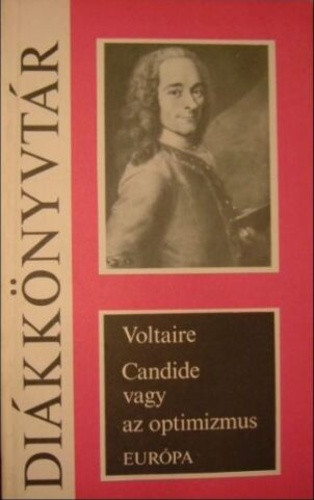 DIÁKKÖNYVTÁR
Voltaire
Candide
vagy
az optimizmus
EURÓPA